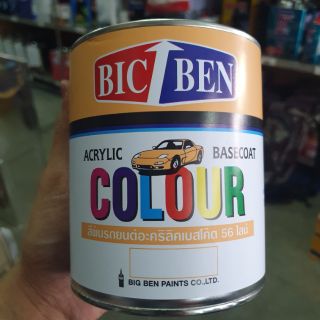 BIG BEN
ACRYLIC BASECOAT
COLOUR
สีพ่นรถยนต์อะคริลิคเบสโค้ต 56 ไลน์
BIG BEN PAINTS CO.,LTD.